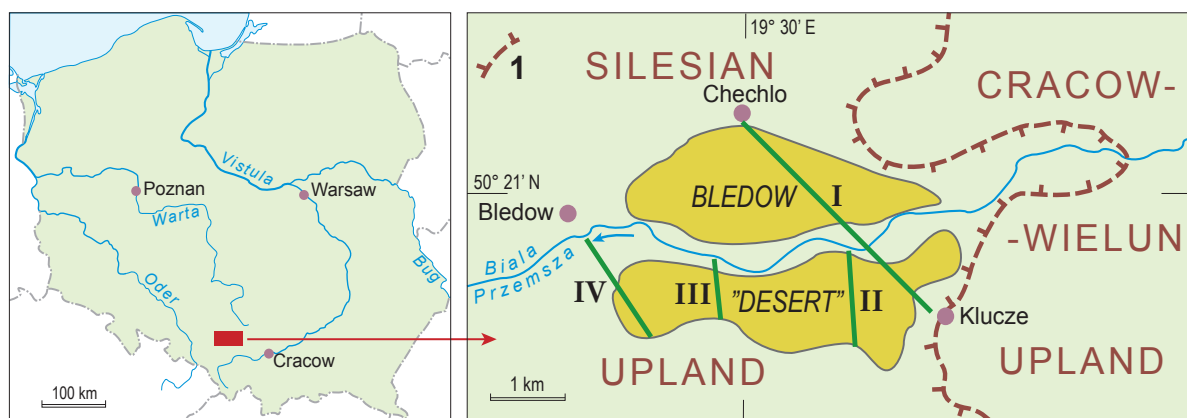 Poznan
Warta
Vistula
Warsaw
Oder
Bug
Cracow
100 km
19° 30’ E
1
SILESIAN
Chechlo
CRACOW-
50° 21’ N
Bledow
BLEDOW
I
-WIELUN
Biala
Przemsza
IV
III
”DESERT”
II
Klucze
UPLAND
UPLAND
1 km